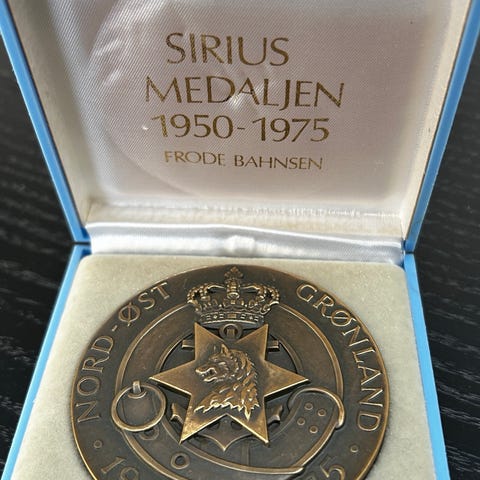 SIRIUS
MEDALJEN
1950-1975
FRODE BAHNSEN
NORD-ØST GRØNLAND